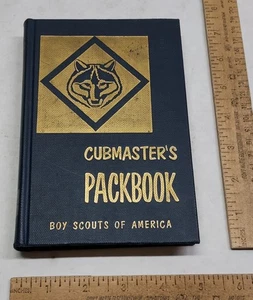 CUBMASTER'S
PACKBOOK
BOY SCOUTS OF AMERICA